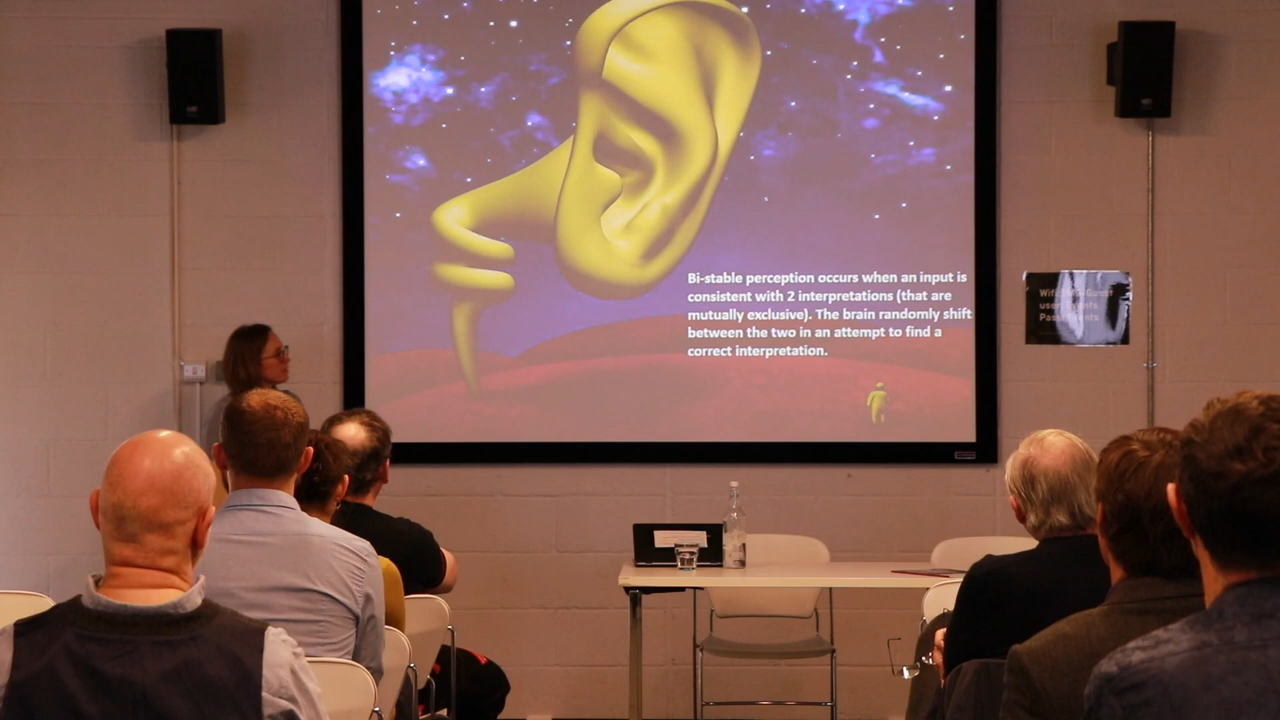 Bi-stable perception occurs when an input is
consistent with 2 interpretations (that are
mutually exclusive). The brain randomly shift
between the two in an attempt to find a
correct interpretation.